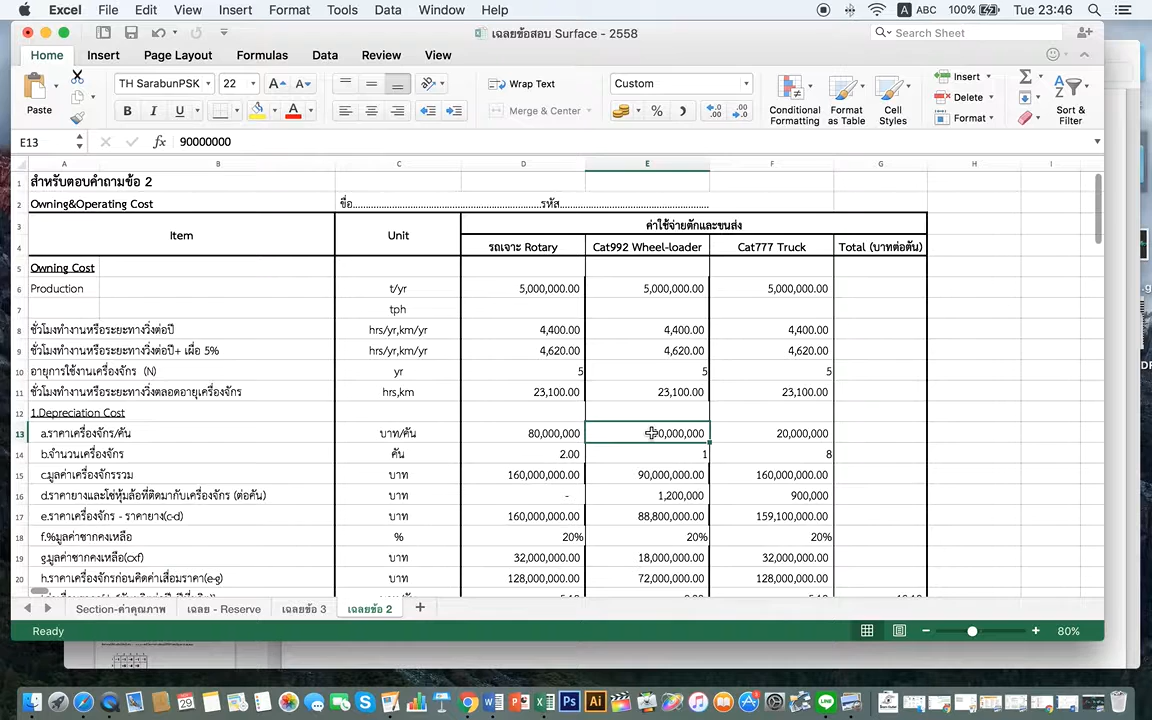 Excel File Edit View Insert Format Tools Data Window Help A ABC 100% Tue 23:46
เฉลยข้อสอบ Surface - 2558 Search Sheet
Home Insert Page Layout Formulas Data Review View
TH SarabunPSK 22 A A Wrap Text Custom Insert Σ
Paste B I U A Merge & Center % Conditional Formatting Format as Table Cell Styles Delete Format Sort & Filter
E13 fx 90000000
A B C D E F G H I
1 สำหรับตอบคำถามข้อ 2
2 Owning&Operating Cost ชื่อ.................................................................รหัส....................................................
3 Item Unit ค่าใช้จ่ายตักและขนส่ง
4 รถเจาะ Rotary Cat992 Wheel-loader Cat777 Truck Total (บาทต่อตัน)
5 Owning Cost
6 Production t/yr 5,000,000.00 5,000,000.00 5,000,000.00
7 tph
8 ชั่วโมงทำงานหรือระยะทางวิ่งต่อปี hrs/yr,km/yr 4,400.00 4,400.00 4,400.00
9 ชั่วโมงทำงานหรือระยะทางวิ่งต่อปี+ เผื่อ 5% hrs/yr,km/yr 4,620.00 4,620.00 4,620.00
10 อายุการใช้งานเครื่องจักร (N) yr 5 5 5
11 ชั่วโมงทำงานหรือระยะทางวิ่งตลอดอายุเครื่องจักร hrs,km 23,100.00 23,100.00 23,100.00
12 1.Depreciation Cost
13 a.ราคาเครื่องจักร/คัน บาท/คัน 80,000,000 0,000,000 20,000,000
14 b.จำนวนเครื่องจักร คัน 2.00 1 8
15 c.มูลค่าเครื่องจักรรวม บาท 160,000,000.00 90,000,000.00 160,000,000.00
16 d.ราคายางและโซ่หุ้มล้อที่ติดมากับเครื่องจักร (ต่อคัน) บาท - 1,200,000 900,000
17 e.ราคาเครื่องจักร - ราคายาง(c-d) บาท 160,000,000.00 88,800,000.00 159,100,000.00
18 f.%มูลค่าซากคงเหลือ % 20% 20% 20%
19 g.มูลค่าซากคงเหลือ(cxf) บาท 32,000,000.00 18,000,000.00 32,000,000.00
20 h.ราคาเครื่องจักรก่อนคิดค่าเสื่อมราคา(e-g) บาท 128,000,000.00 72,000,000.00 128,000,000.00
Section-ค่าคุณภาพ เฉลย - Reserve เฉลยข้อ 3 เฉลยข้อ 2
Ready 80%